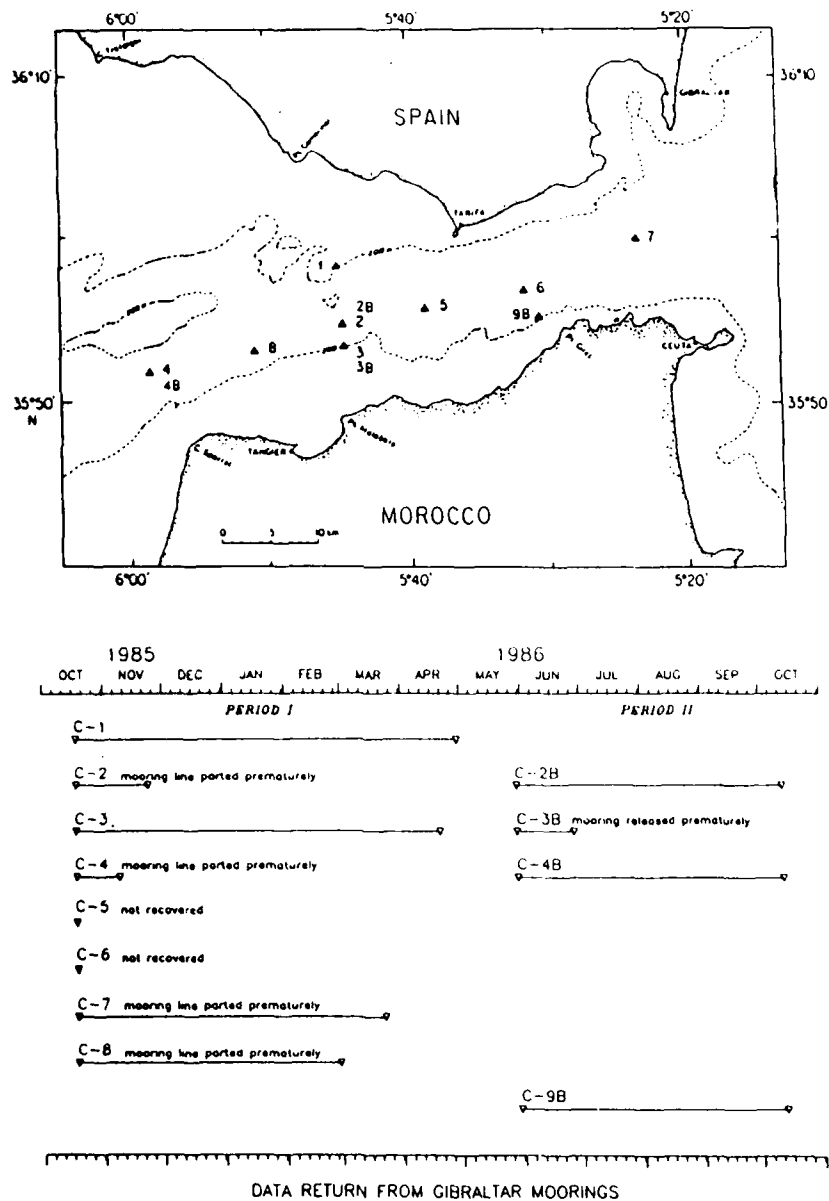 6°00' 5°40' 5°20'
36°10' 36°10'
GIBRALTAR
SPAIN
TARIFA
7
1
2B
2
5
6
9B
8
3
3B
4
4B
CEUTA
35°50' 35°50'
N
C. Spartel
TANGIER
MOROCCO
0 5 10 km
6°00' 5°40' 5°20'
1985 1986
OCT NOV DEC JAN FEB MAR APR MAY JUN JUL AUG SEP OCT
PERIOD I PERIOD II
C-1
C-2 mooring line parted prematurely C-2B
C-3 C-3B mooring released prematurely
C-4 mooring line parted prematurely C-4B
C-5 not recovered
C-6 not recovered
C-7 mooring line parted prematurely
C-8 mooring line parted prematurely
C-9B
DATA RETURN FROM GIBRALTAR MOORINGS